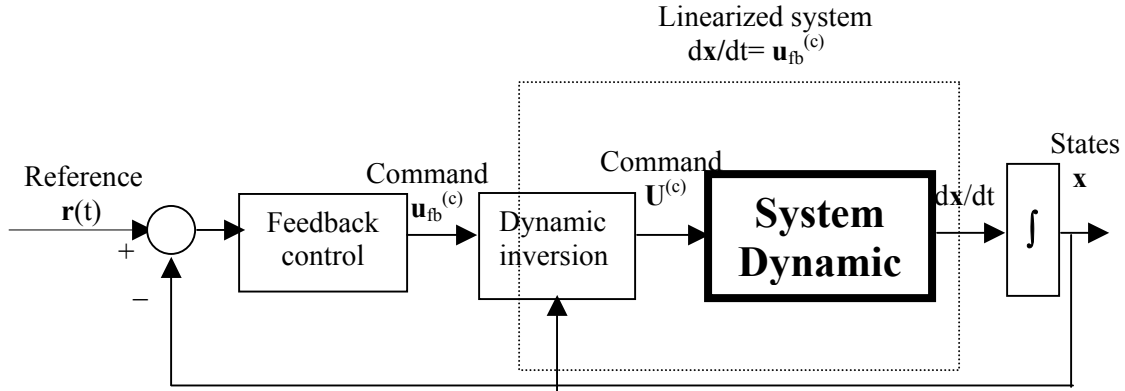 Linearized system
dx/dt= u_fb^(c)
Reference
r(t)
+
−
Feedback
control
Command
u_fb^(c)
Dynamic
inversion
Command
U^(c)
System
Dynamic
dx/dt
∫
States
x